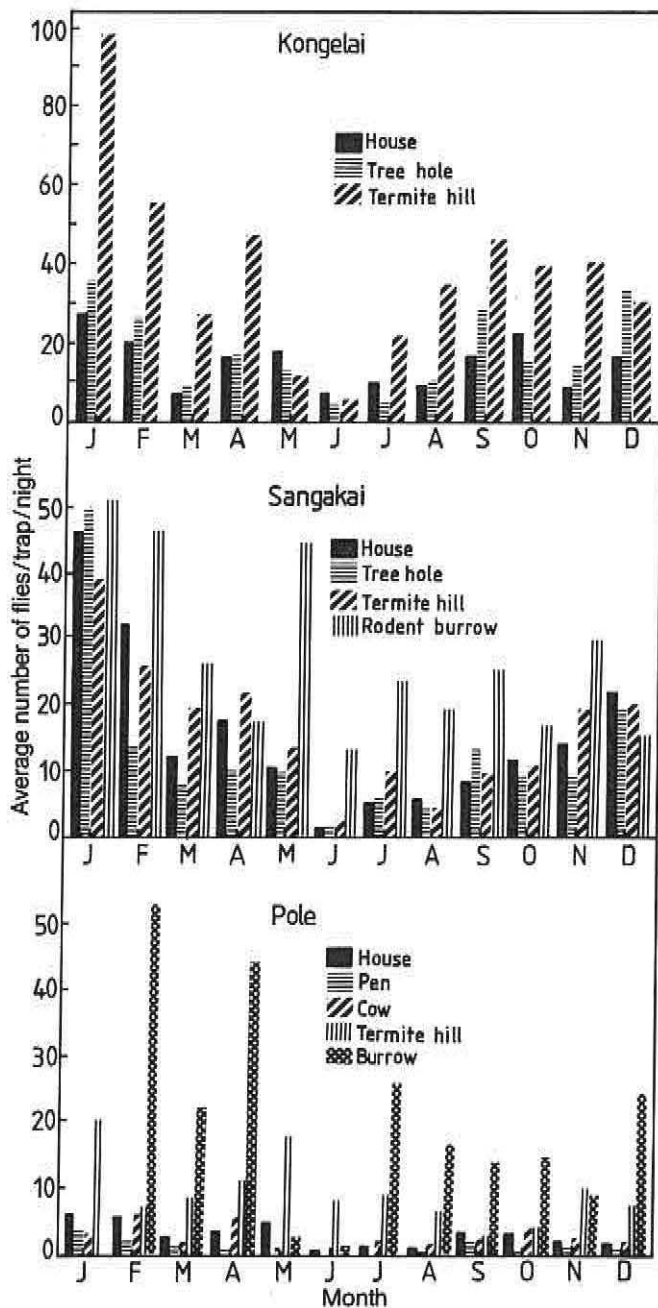 Average number of flies/trap/night
Kongelai
100
80
60
40
20
0
House
Tree hole
Termite hill
J F M A M J J A S O N D
Sangakai
50
40
30
20
10
0
House
Tree hole
Termite hill
Rodent burrow
J F M A M J J A S O N D
Pole
50
40
30
20
10
0
House
Pen
Cow
Termite hill
Burrow
J F M A M J J A S O N D
Month